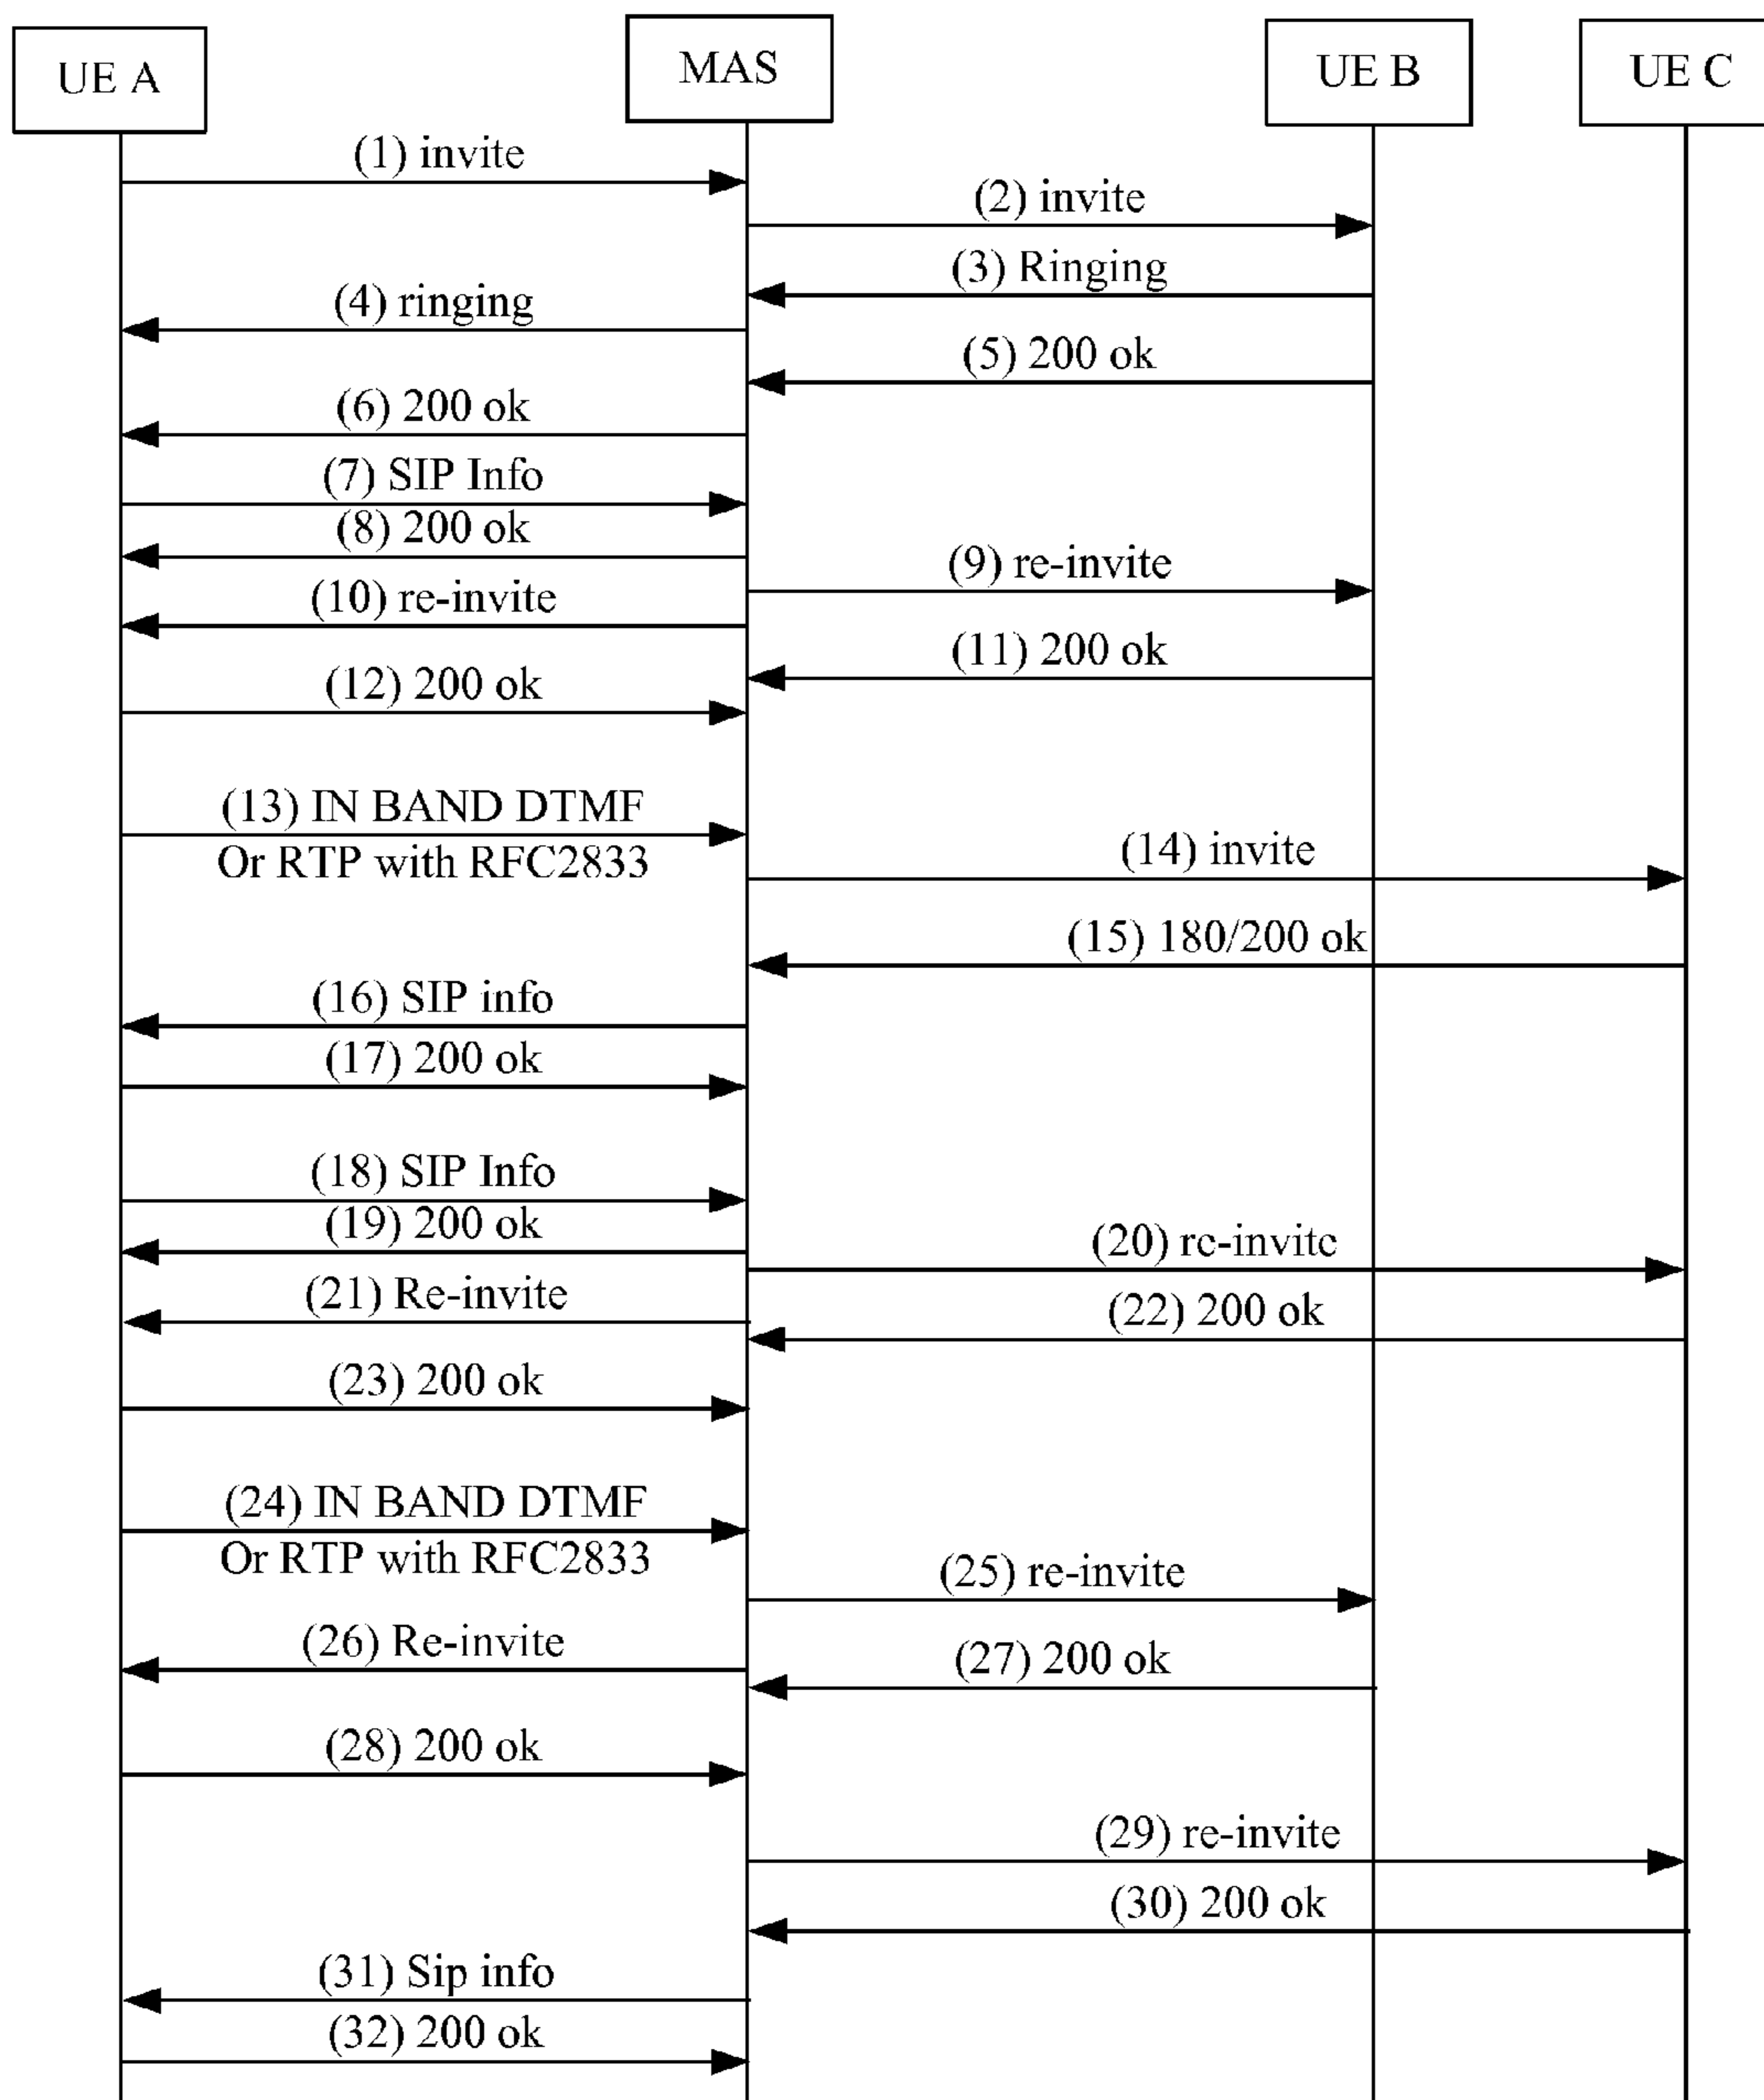 UE A
MAS
UE B
UE C
(1) invite
(2) invite
(3) Ringing
(4) ringing
(5) 200 ok
(6) 200 ok
(7) SIP Info
(8) 200 ok
(9) re-invite
(10) re-invite
(11) 200 ok
(12) 200 ok
(13) IN BAND DTMF
Or RTP with RFC2833
(14) invite
(15) 180/200 ok
(16) SIP info
(17) 200 ok
(18) SIP Info
(19) 200 ok
(20) re-invite
(21) Re-invite
(22) 200 ok
(23) 200 ok
(24) IN BAND DTMF
Or RTP with RFC2833
(25) re-invite
(26) Re-invite
(27) 200 ok
(28) 200 ok
(29) re-invite
(30) 200 ok
(31) Sip info
(32) 200 ok